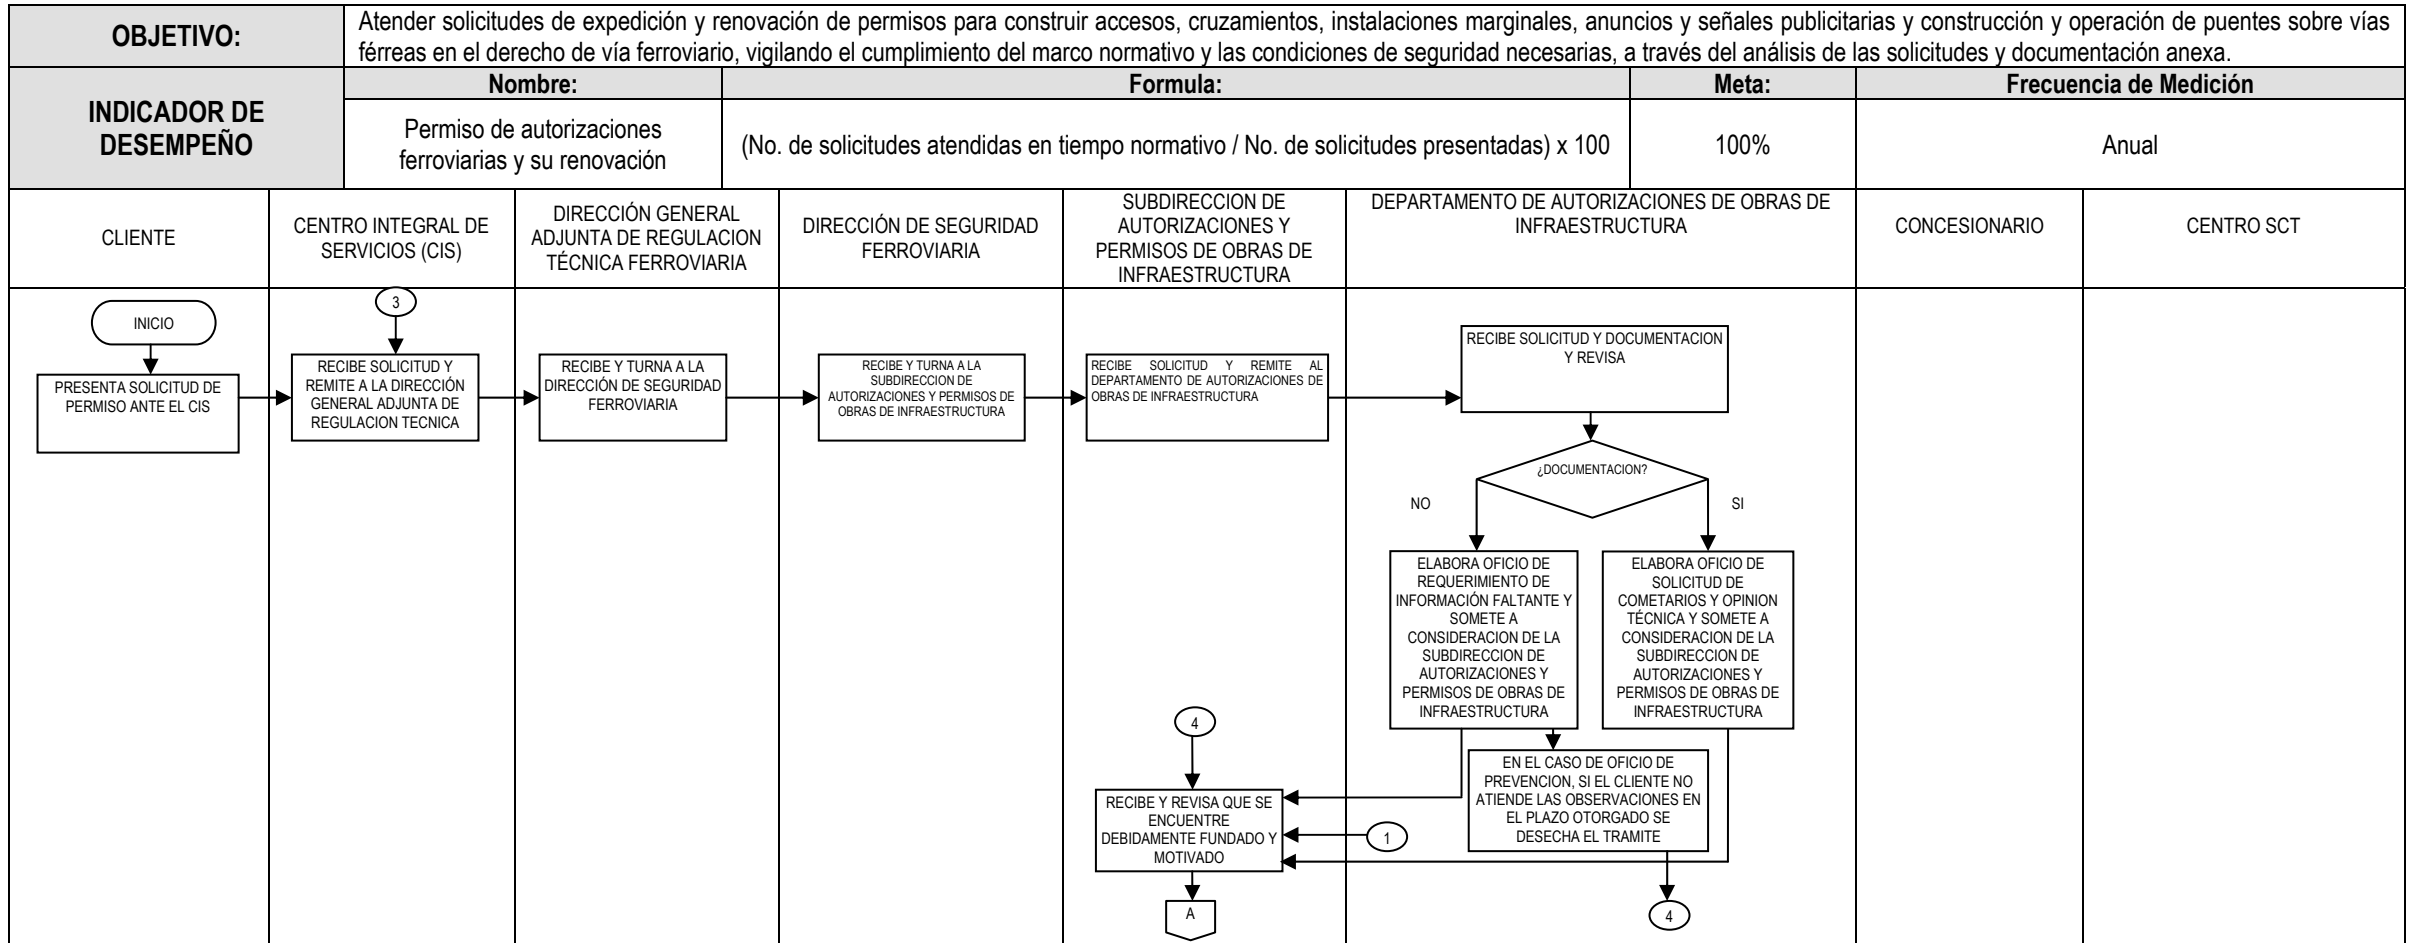 OBJETIVO:
Atender solicitudes de expedición y renovación de permisos para construir accesos, cruzamientos, instalaciones marginales, anuncios y señales publicitarias y construcción y operación de puentes sobre vías
férreas en el derecho de vía ferroviario, vigilando el cumplimiento del marco normativo y las condiciones de seguridad necesarias, a través del análisis de las solicitudes y documentación anexa.
INDICADOR DE
DESEMPEÑO
Nombre:
Formula:
Meta:
Frecuencia de Medición
Permiso de autorizaciones
ferroviarias y su renovación
(No. de solicitudes atendidas en tiempo normativo / No. de solicitudes presentadas) x 100
100%
Anual
CLIENTE
CENTRO INTEGRAL DE
SERVICIOS (CIS)
DIRECCIÓN GENERAL
ADJUNTA DE REGULACION
TÉCNICA FERROVIARIA
DIRECCIÓN DE SEGURIDAD
FERROVIARIA
SUBDIRECCION DE
AUTORIZACIONES Y
PERMISOS DE OBRAS DE
INFRAESTRUCTURA
DEPARTAMENTO DE AUTORIZACIONES DE OBRAS DE
INFRAESTRUCTURA
CONCESIONARIO
CENTRO SCT
INICIO
PRESENTA SOLICITUD DE
PERMISO ANTE EL CIS
3
RECIBE SOLICITUD Y
REMITE A LA DIRECCIÓN
GENERAL ADJUNTA DE
REGULACION TECNICA
RECIBE Y TURNA A LA
DIRECCIÓN DE SEGURIDAD
FERROVIARIA
RECIBE Y TURNA A LA
SUBDIRECCION DE
AUTORIZACIONES Y PERMISOS DE
OBRAS DE INFRAESTRUCTURA
RECIBE SOLICITUD Y REMITE AL
DEPARTAMENTO DE AUTORIZACIONES DE
OBRAS DE INFRAESTRUCTURA
RECIBE SOLICITUD Y DOCUMENTACION
Y REVISA
¿DOCUMENTACION?
NO
SI
ELABORA OFICIO DE
REQUERIMIENTO DE
INFORMACIÓN FALTANTE Y
SOMETE A
CONSIDERACION DE LA
SUBDIRECCION DE
AUTORIZACIONES Y
PERMISOS DE OBRAS DE
INFRAESTRUCTURA
ELABORA OFICIO DE
SOLICITUD DE
COMETARIOS Y OPINION
TÉCNICA Y SOMETE A
CONSIDERACION DE LA
SUBDIRECCION DE
AUTORIZACIONES Y
PERMISOS DE OBRAS DE
INFRAESTRUCTURA
4
EN EL CASO DE OFICIO DE
PREVENCION, SI EL CLIENTE NO
ATIENDE LAS OBSERVACIONES EN
EL PLAZO OTORGADO SE
DESECHA EL TRAMITE
RECIBE Y REVISA QUE SE
ENCUENTRE
DEBIDAMENTE FUNDADO Y
MOTIVADO
1
A
4